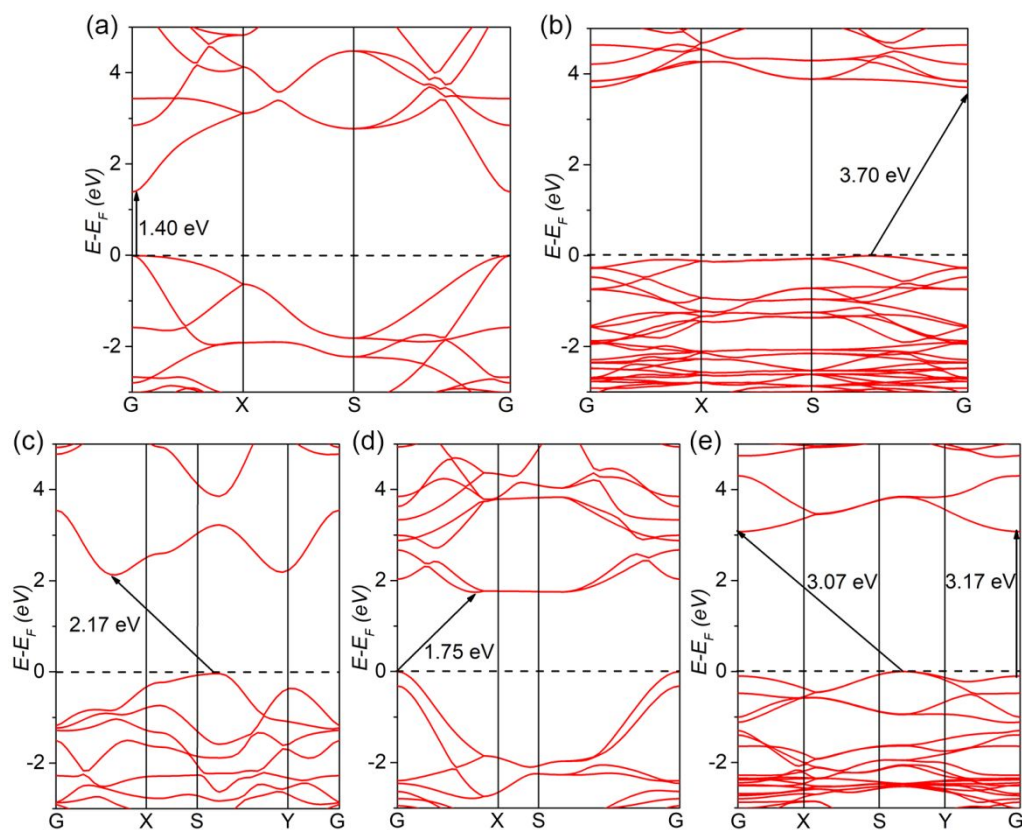 (a)
E-E_F (eV)
4
2
0
-2
1.40 eV
G X S G
(b)
E-E_F (eV)
4
2
0
-2
3.70 eV
G X S G
(c)
E-E_F (eV)
4
2
0
-2
2.17 eV
G X S Y G
(d)
E-E_F (eV)
4
2
0
-2
1.75 eV
G X S G
(e)
E-E_F (eV)
4
2
0
-2
3.07 eV
3.17 eV
G X S Y G